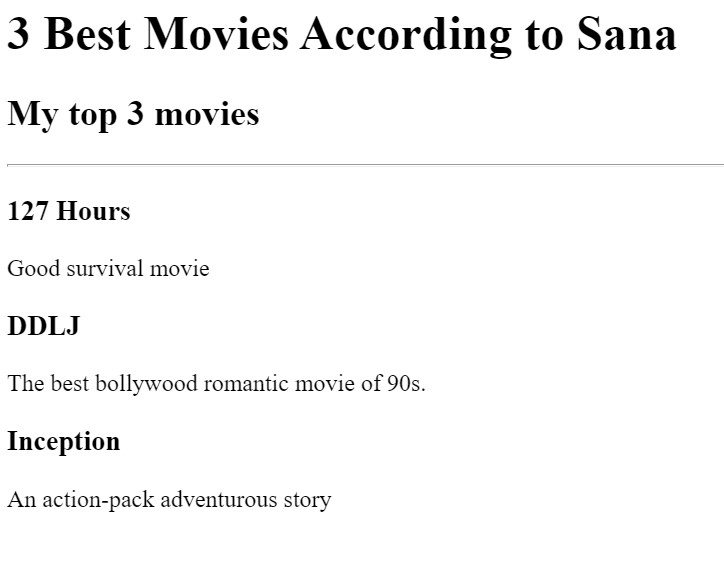 3 Best Movies According to Sana
My top 3 movies
127 Hours
Good survival movie
DDLJ
The best bollywood romantic movie of 90s.
Inception
An action-pack adventurous story